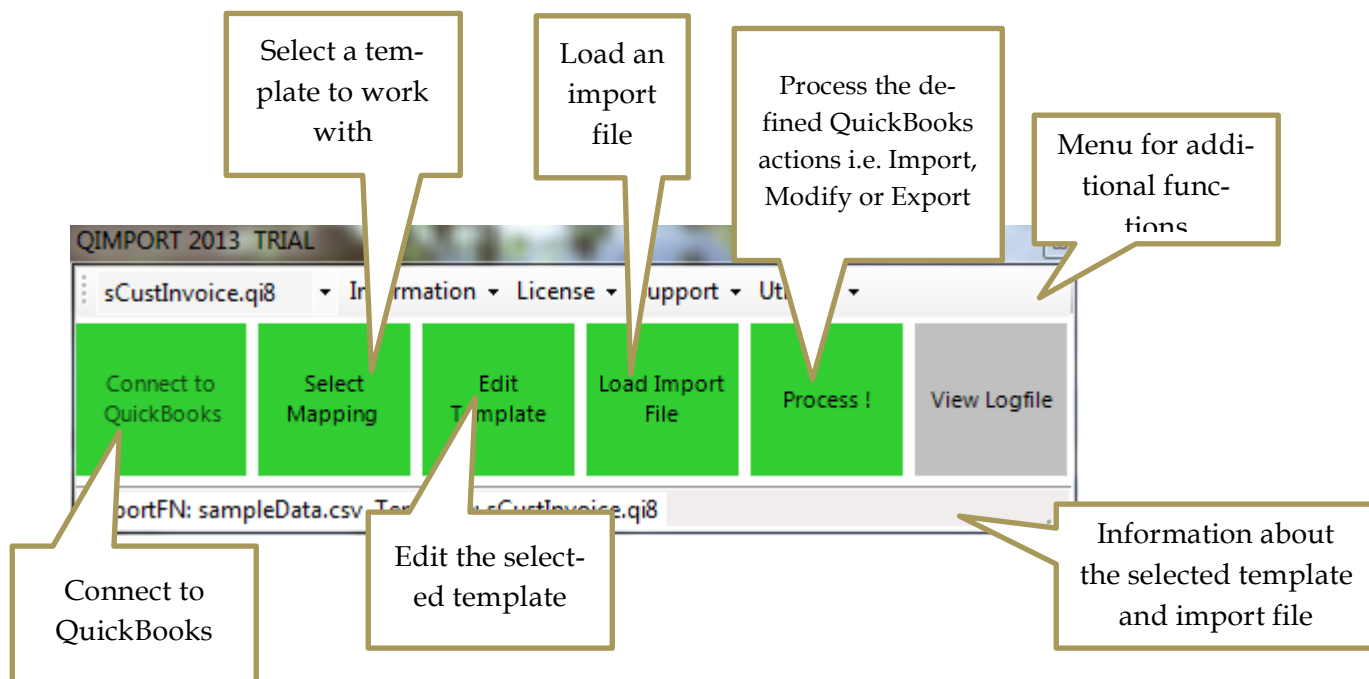 Select a tem-
plate to work
with
Load an
import
file
Process the de-
fined QuickBooks
actions i.e. Import,
Modify or Export
Menu for addi-
tional func-
tions
QIMPORT 2013 TRIAL
sCustInvoice.qi8 License
Connect to
QuickBooks
Select
Mapping
Edit
Template
Load Import
File
Process !
View Logfile
sampleData.csv sCustInvoice.qi8
Connect to
QuickBooks
Edit the select-
ed template
Information about
the selected template
and import file